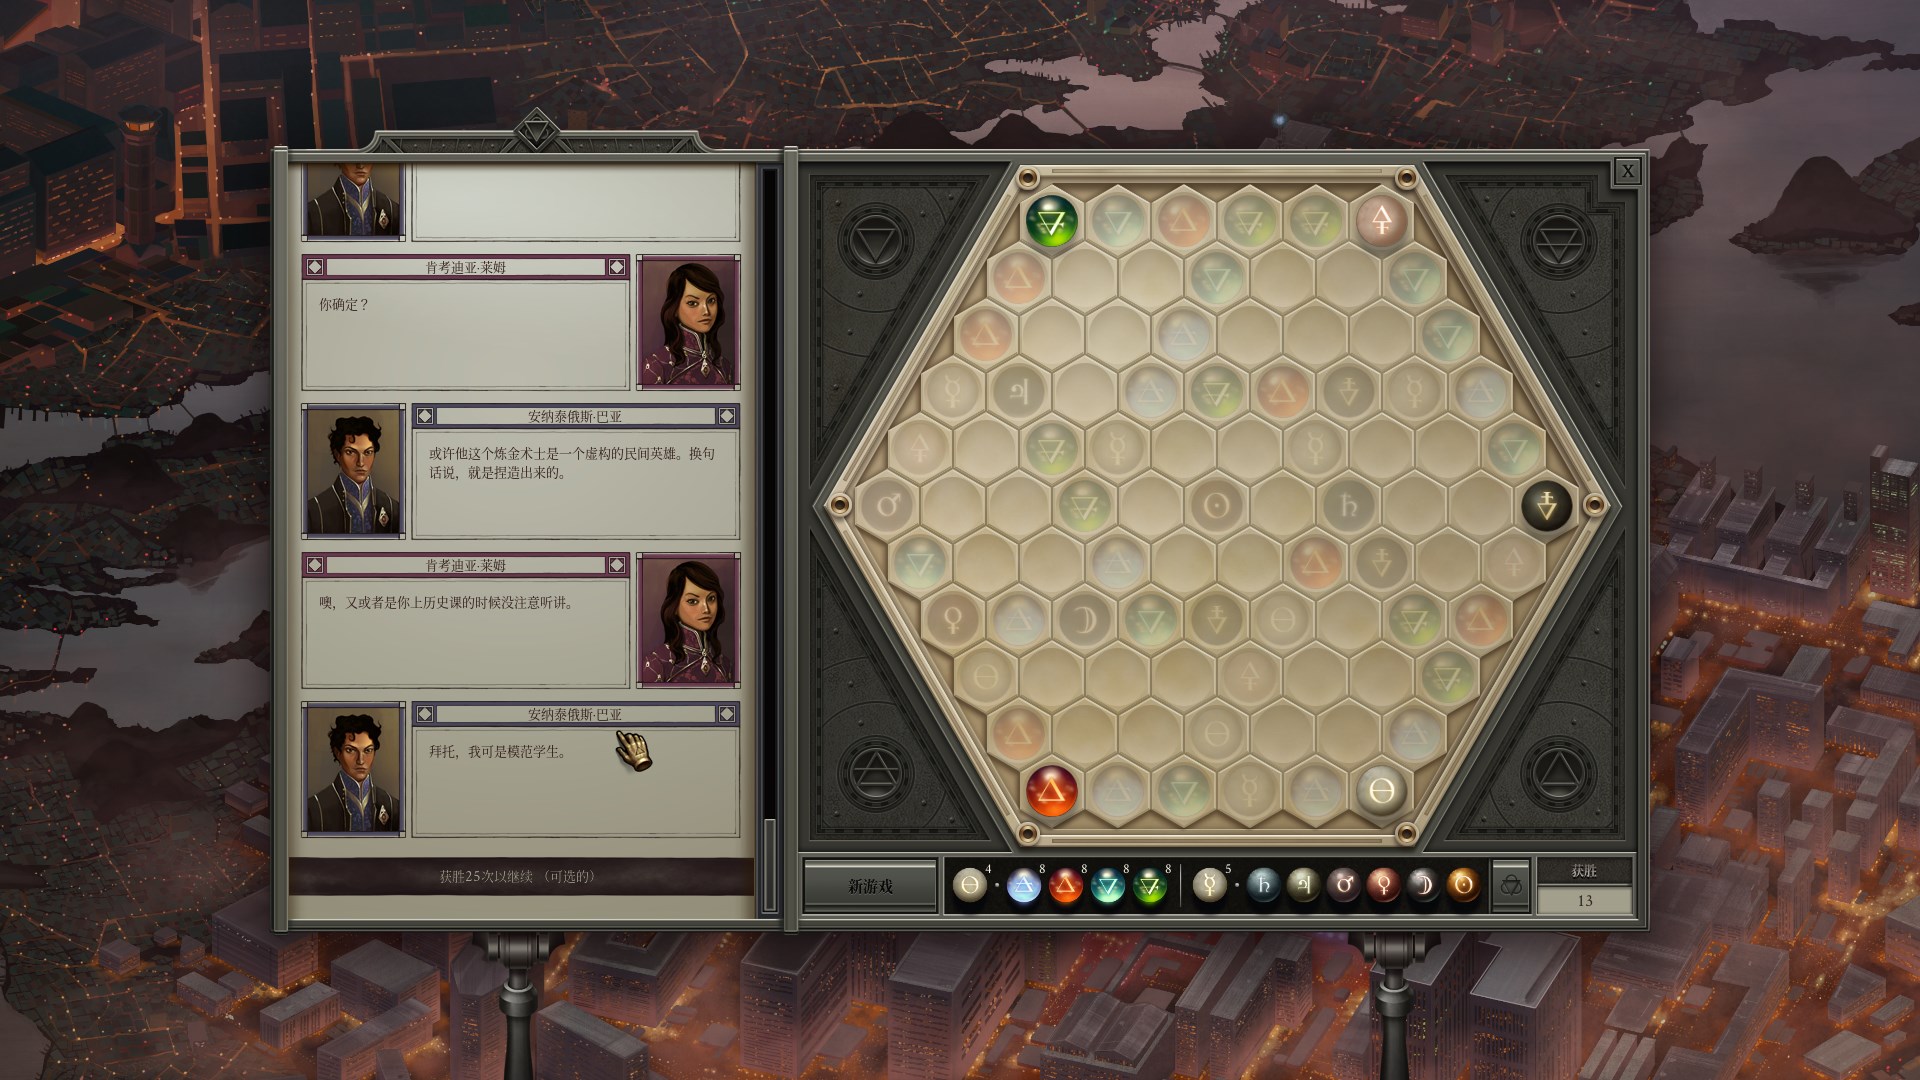 肯考迪亚·莱姆
你确定？
安纳泰俄斯·巴亚
或许他这个炼金术士是一个虚构的民间英雄。换句
话说，就是捏造出来的。
肯考迪亚·莱姆
噢，又或者是你上历史课的时候没注意听讲。
安纳泰俄斯·巴亚
拜托，我可是模范学生。
获胜25次以继续 （可选的）
X
新游戏
4
8
8
8
8
5
获胜
13